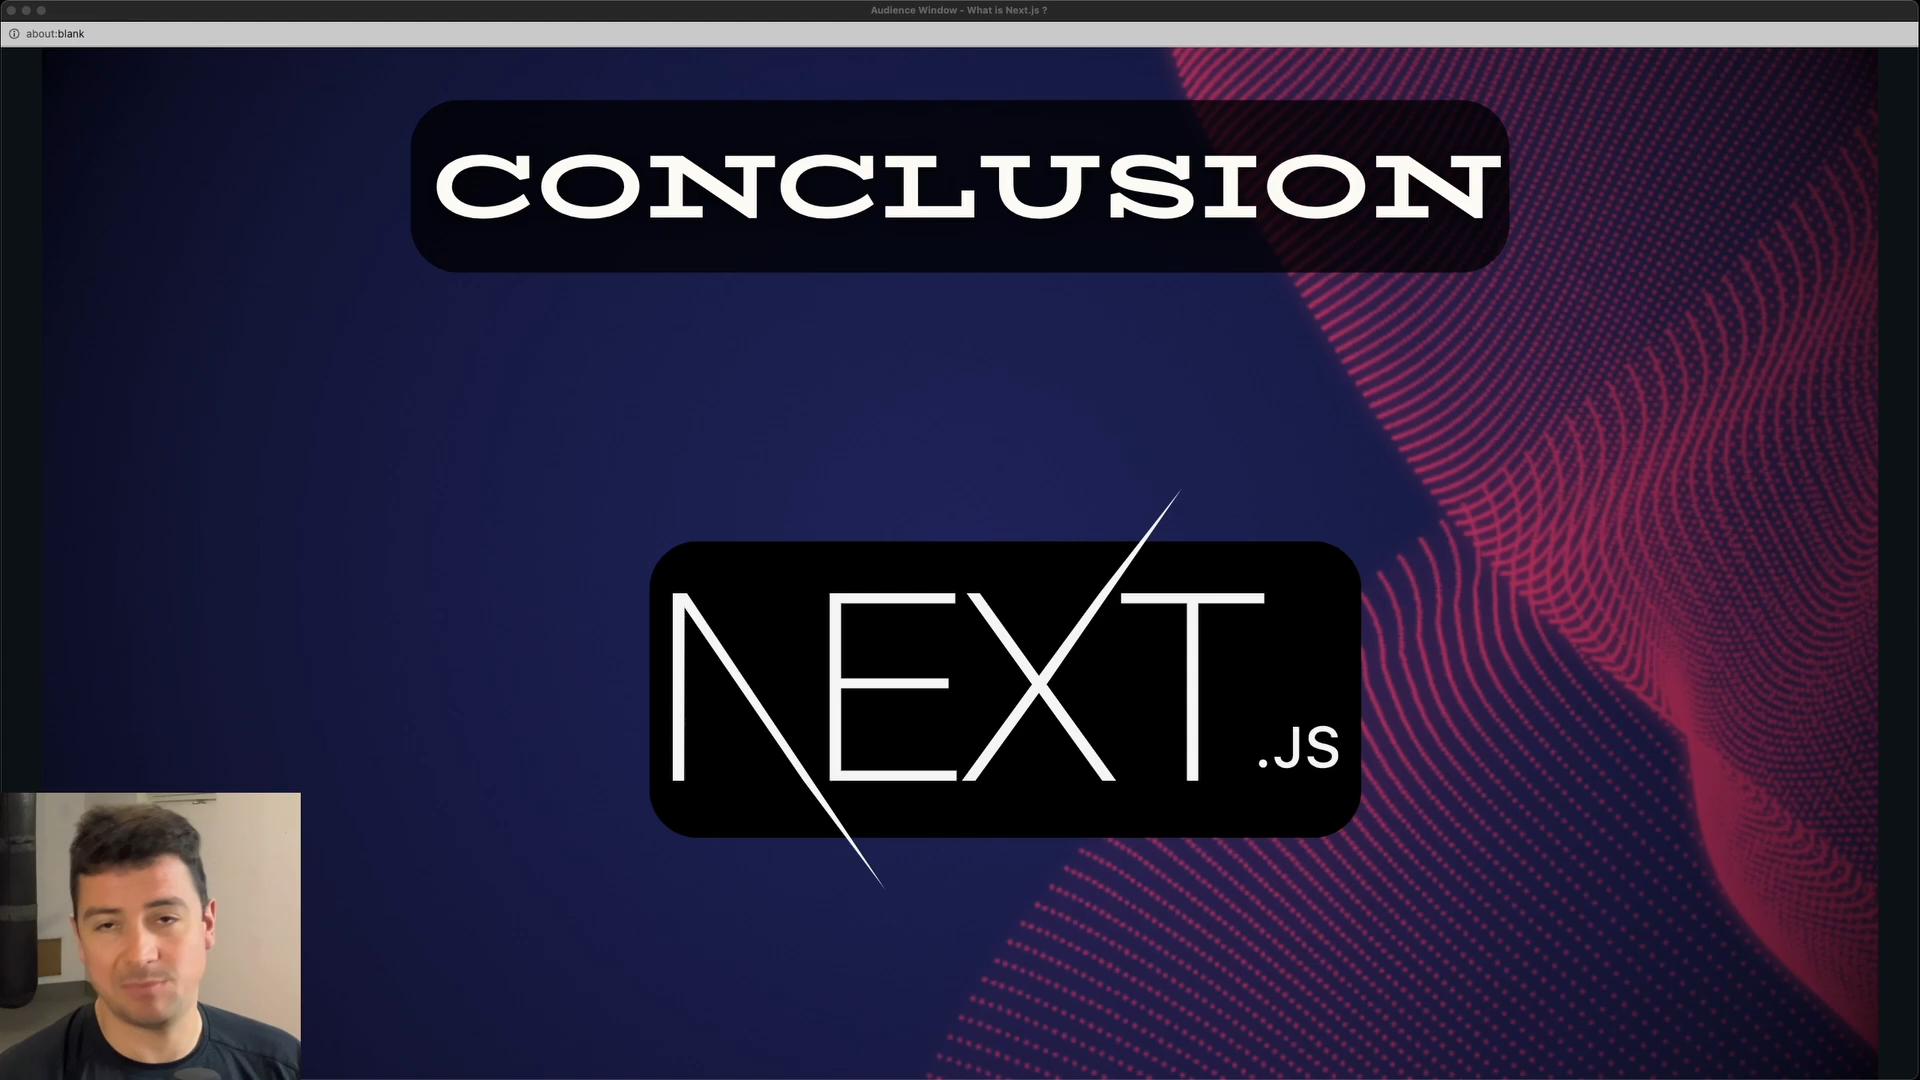 Audience Window - What is Next.js ?
about:blank
CONCLUSION
NEXT.JS